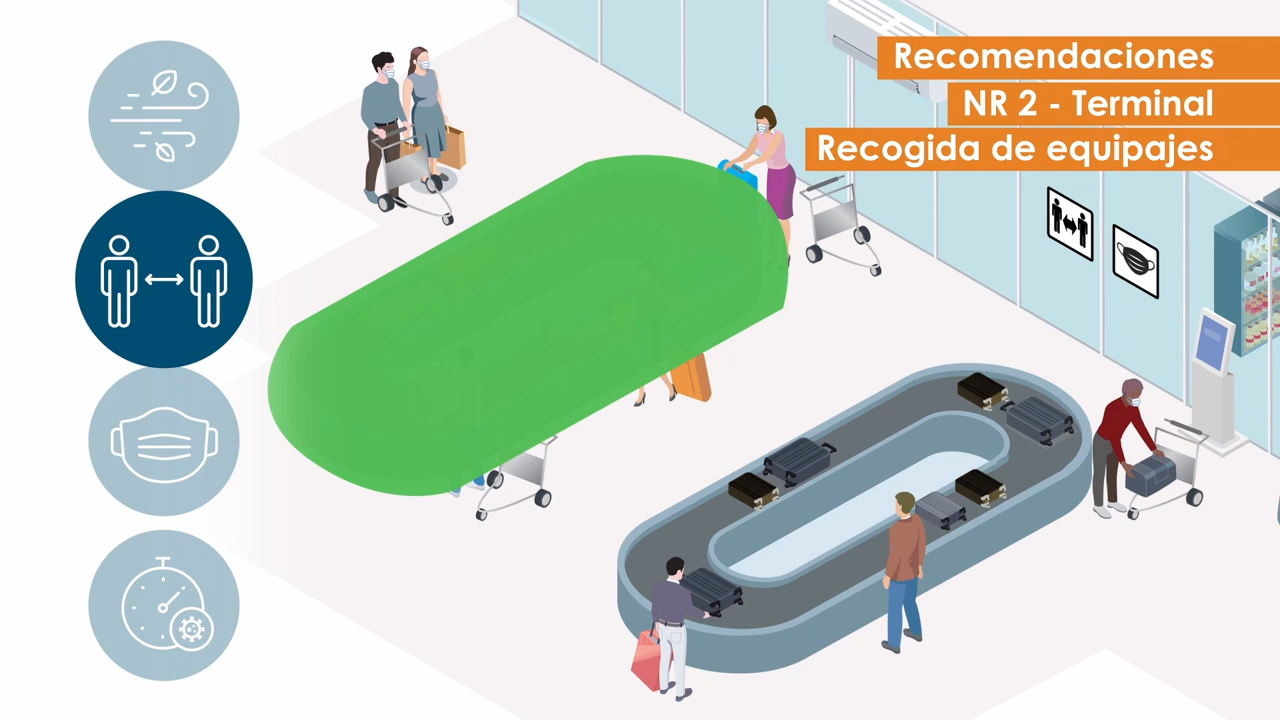 Recomendaciones
NR 2 - Terminal
Recogida de equipajes